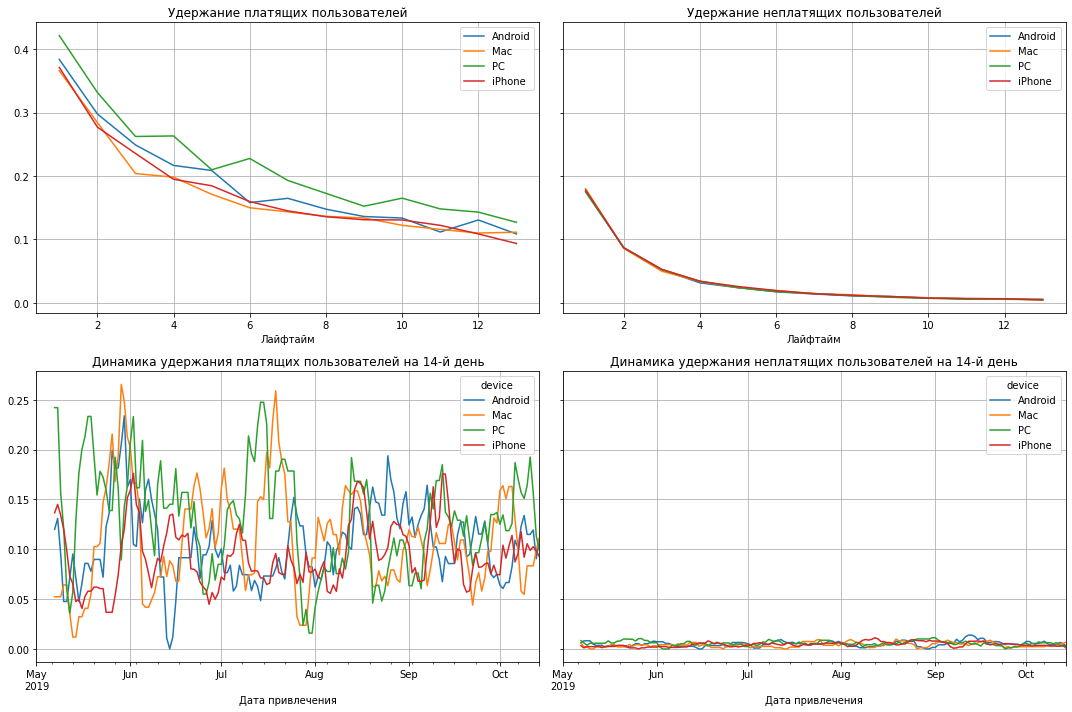 Удержание платящих пользователей
Удержание неплатящих пользователей
0.4
0.3
0.2
0.1
0.0
Android
Mac
PC
iPhone
Android
Mac
PC
iPhone
2 4 6 8 10 12
2 4 6 8 10 12
Лайфтайм
Лайфтайм
Динамика удержания платящих пользователей на 14-й день
Динамика удержания неплатящих пользователей на 14-й день
0.25
0.20
0.15
0.10
0.05
0.00
device
Android
Mac
PC
iPhone
device
Android
Mac
PC
iPhone
May Jun Jul Aug Sep Oct
2019
May Jun Jul Aug Sep Oct
2019
Дата привлечения
Дата привлечения